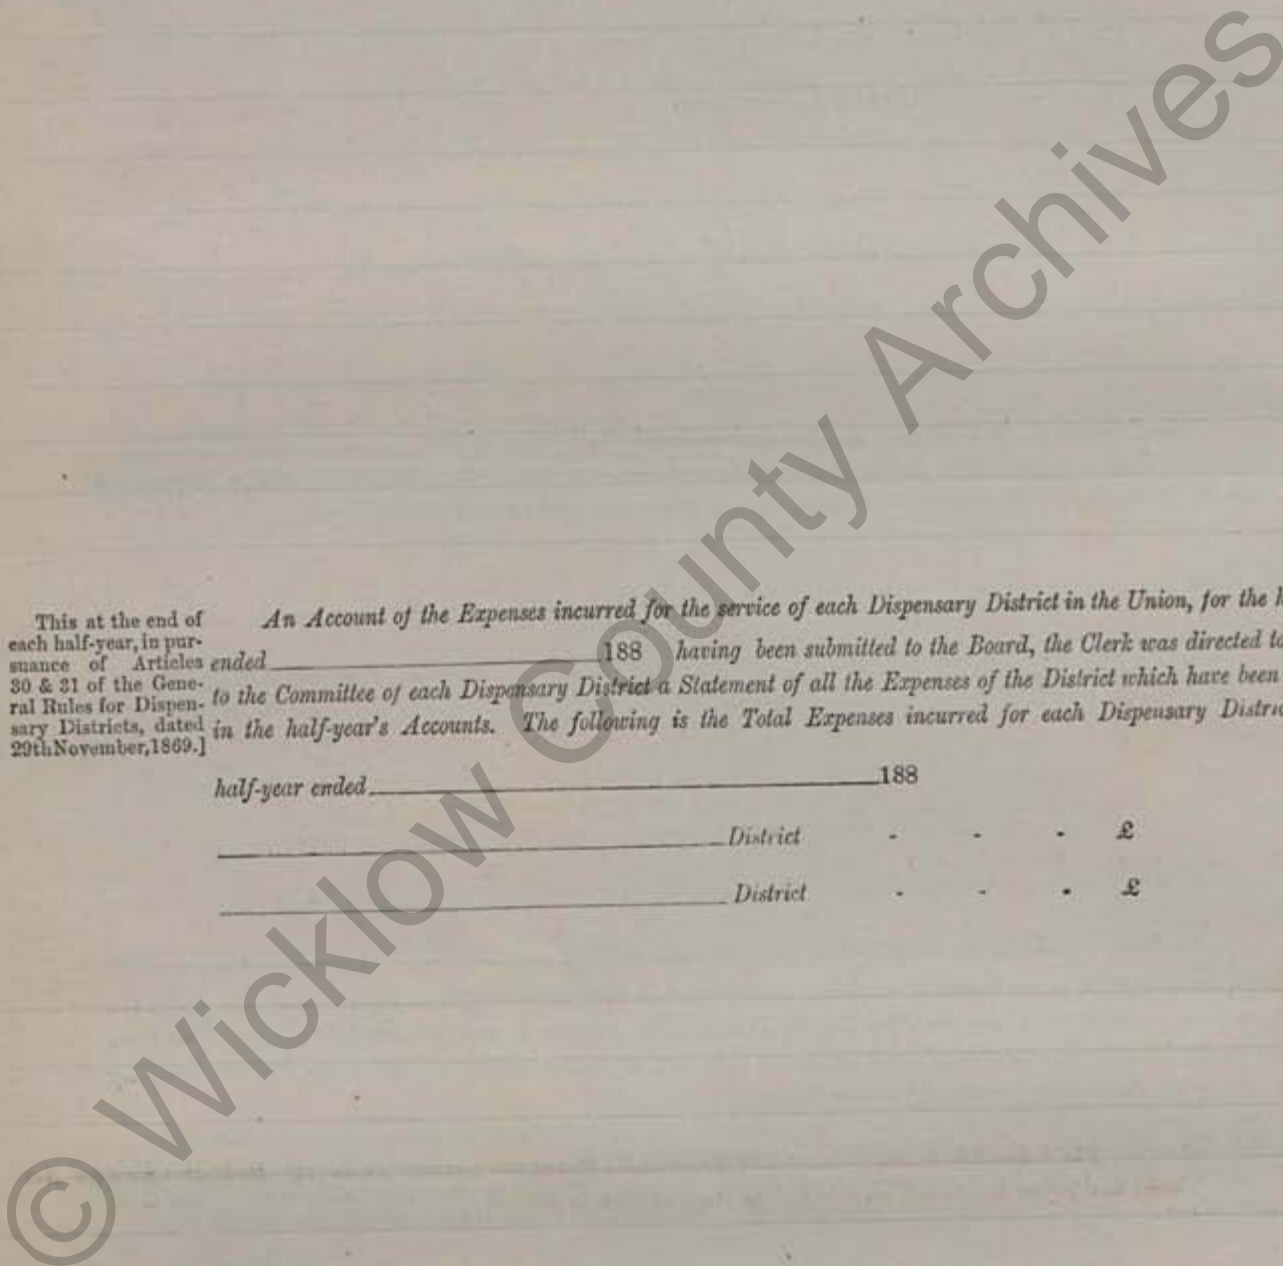 This at the end of
each half-year, in pur-
suance of Articles
30 & 31 of the Gene-
ral Rules for Dispen-
sary Districts, dated
29th November, 1869.]
An Account of the Expenses incurred for the service of each Dispensary District in the Union, for the h
ended 188 having been submitted to the Board, the Clerk was directed to
to the Committee of each Dispensary District a Statement of all the Expenses of the District which have been
in the half-year's Accounts. The following is the Total Expenses incurred for each Dispensary Distric
half-year ended 188
District - - - £
District - - - £
© Wicklow County Archives